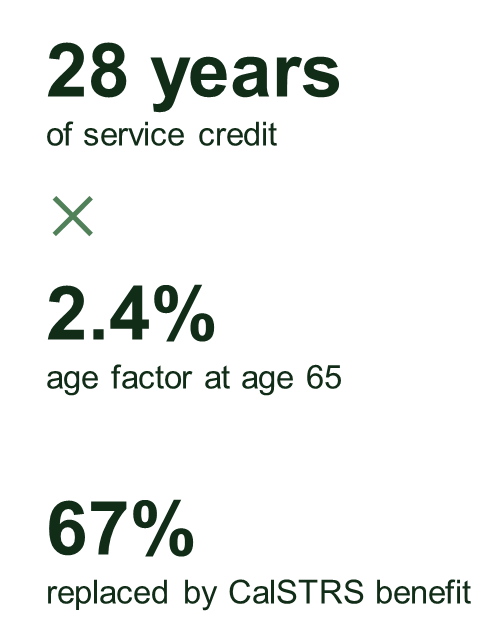 28 years
of service credit
×
2.4%
age factor at age 65
67%
replaced by CalSTRS benefit